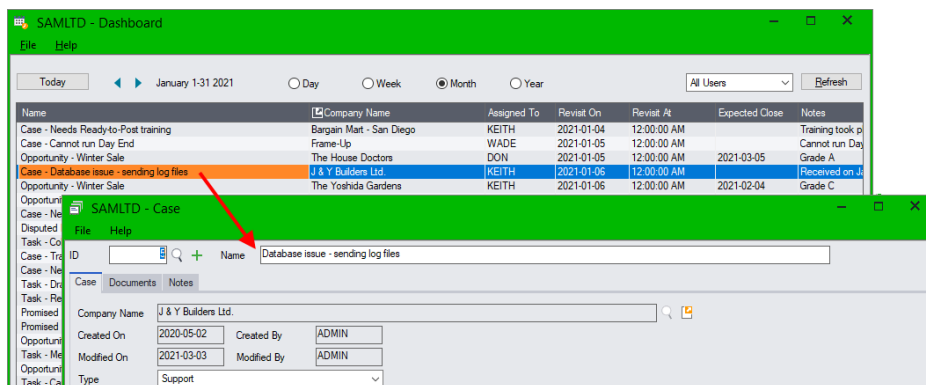 SAMLTD - Dashboard
File Help
Today January 1-31 2021 Day Week Month Year All Users Refresh
Name Company Name Assigned To Revisit On Revisit At Expected Close Notes
Case - Needs Ready-to-Post training Bargain Mart - San Diego KEITH 2021-01-04 12:00:00 AM Training took p
Case - Cannot run Day End Frame-Up WADE 2021-01-05 12:00:00 AM Cannot run Day
Opportunity - Winter Sale The House Doctors DON 2021-01-05 12:00:00 AM 2021-03-05 Grade A
Case - Database issue - sending log files J & Y Builders Ltd. KEITH 2021-01-06 12:00:00 AM Received on Ja
Opportunity - Winter Sale The Yoshida Gardens KEITH 2021-01-06 12:00:00 AM 2021-02-04 Grade C
Opportuni
Case - Ne
Disputed
Task - Co
Case - Tra
Case - Ne
Task - Dra
Task - Re
Promised
Promised
Opportuni
Task - Me
Opportuni
Task - Ca
SAMLTD - Case
File Help
ID Name Database issue - sending log files
Case Documents Notes
Company Name J & Y Builders Ltd.
Created On 2020-05-02 Created By ADMIN
Modified On 2021-03-03 Modified By ADMIN
Type Support